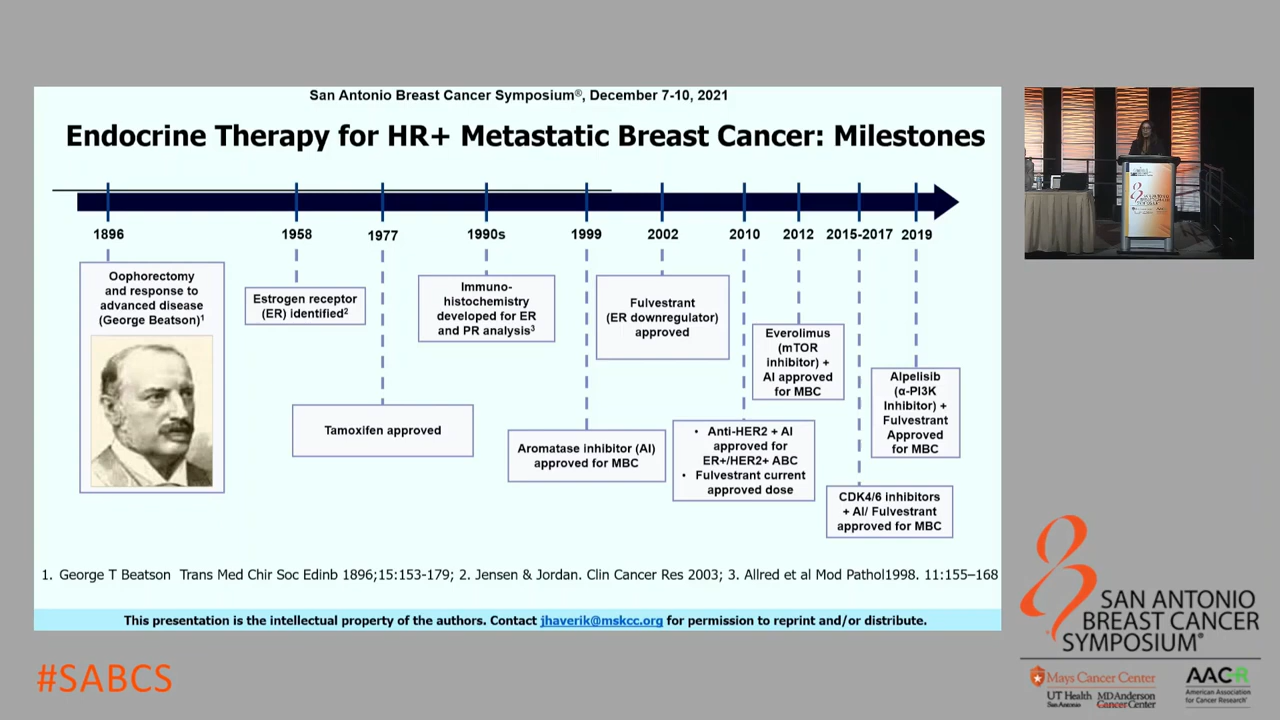 San Antonio Breast Cancer Symposium®, December 7-10, 2021
Endocrine Therapy for HR+ Metastatic Breast Cancer: Milestones
1896
1958
1977
1990s
1999
2002
2010
2012
2015-2017
2019
Oophorectomy
and response to
advanced disease
(George Beatson)¹
Estrogen receptor
(ER) identified²
Tamoxifen approved
Immuno-
histochemistry
developed for ER
and PR analysis³
Aromatase inhibitor (AI)
approved for MBC
Fulvestrant
(ER downregulator)
approved
• Anti-HER2 + AI
approved for
ER+/HER2+ ABC
• Fulvestrant current
approved dose
Everolimus
(mTOR
inhibitor) +
AI approved
for MBC
CDK4/6 inhibitors
+ AI/ Fulvestrant
approved for MBC
Alpelisib
(α-PI3K
Inhibitor) +
Fulvestrant
Approved
for MBC
1. George T Beatson Trans Med Chir Soc Edinb 1896;15:153-179; 2. Jensen & Jordan. Clin Cancer Res 2003; 3. Allred et al Mod Pathol1998. 11:155–168
This presentation is the intellectual property of the authors. Contact jhaverik@mskcc.org for permission to reprint and/or distribute.
#SABCS
SAN ANTONIO
BREAST CANCER
SYMPOSIUM®
Mays Cancer Center
UT Health
San Antonio
MD Anderson
Cancer Center
AACR
American Association
for Cancer Research®